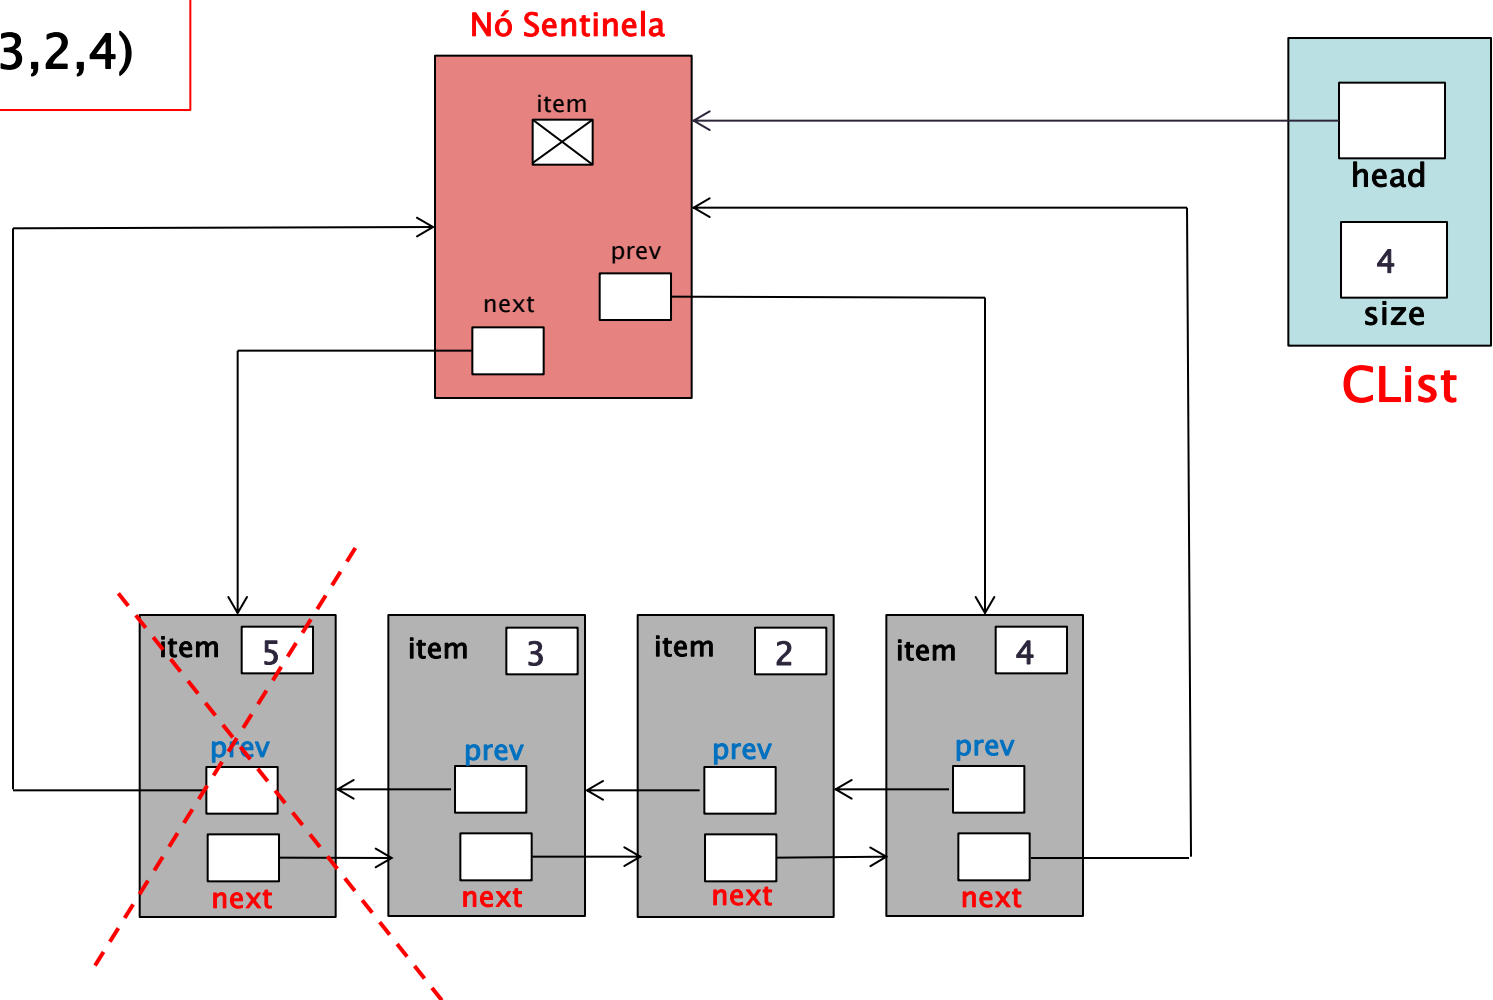 3,2,4)
Nó Sentinela
item
prev
next
head
4
size
CList
item 5
prev
next
item 3
prev
next
item 2
prev
next
item 4
prev
next